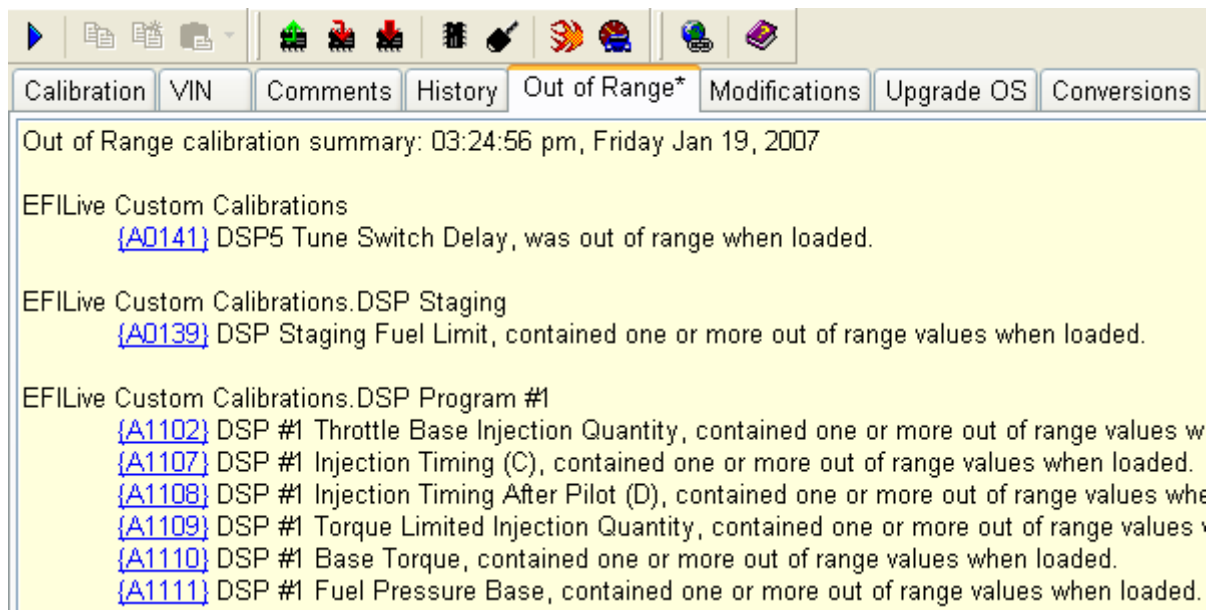 Calibration VIN Comments History Out of Range* Modifications Upgrade OS Conversions
Out of Range calibration summary: 03:24:56 pm, Friday Jan 19, 2007
EFILive Custom Calibrations
{A0141} DSP5 Tune Switch Delay, was out of range when loaded.
EFILive Custom Calibrations.DSP Staging
{A0139} DSP Staging Fuel Limit, contained one or more out of range values when loaded.
EFILive Custom Calibrations.DSP Program #1
{A1102} DSP #1 Throttle Base Injection Quantity, contained one or more out of range values
{A1107} DSP #1 Injection Timing (C), contained one or more out of range values when loaded.
{A1108} DSP #1 Injection Timing After Pilot (D), contained one or more out of range values
{A1109} DSP #1 Torque Limited Injection Quantity, contained one or more out of range values
{A1110} DSP #1 Base Torque, contained one or more out of range values when loaded.
{A1111} DSP #1 Fuel Pressure Base, contained one or more out of range values when loaded.